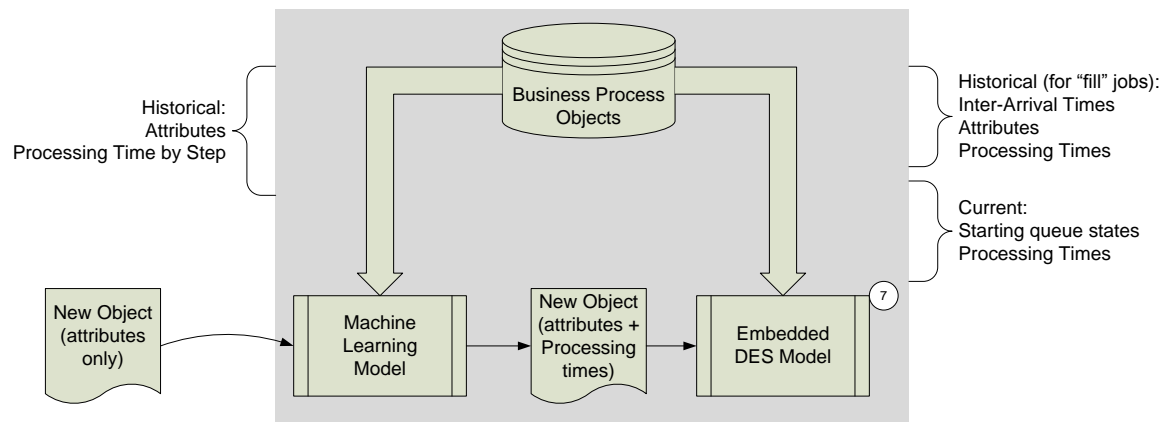 Business Process
Objects
Historical:
Attributes
Processing Time by Step
Historical (for “fill” jobs):
Inter-Arrival Times
Attributes
Processing Times
Current:
Starting queue states
Processing Times
New Object
(attributes
only)
Machine
Learning
Model
New Object
(attributes +
Processing
times)
Embedded
DES Model
7